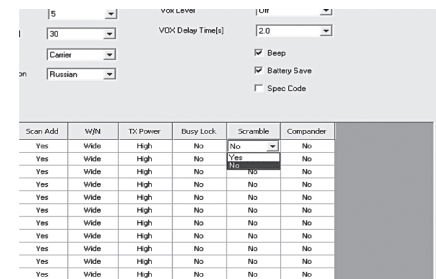 5 Vox Level Off
30 VOX Delay Time[s] 2.0
Carrier Beep
on Russian Battery Save
Spec Code
Scan Add W/N TX Power Busy Lock Scramble Compander
Yes Wide High No No No
Yes Wide High No Yes No
No
Yes Wide High No No No
Yes Wide High No No No
Yes Wide High No No No
Yes Wide High No No No
Yes Wide High No No No
Yes Wide High No No No
Yes Wide High No No No
Yes Wide High No No No